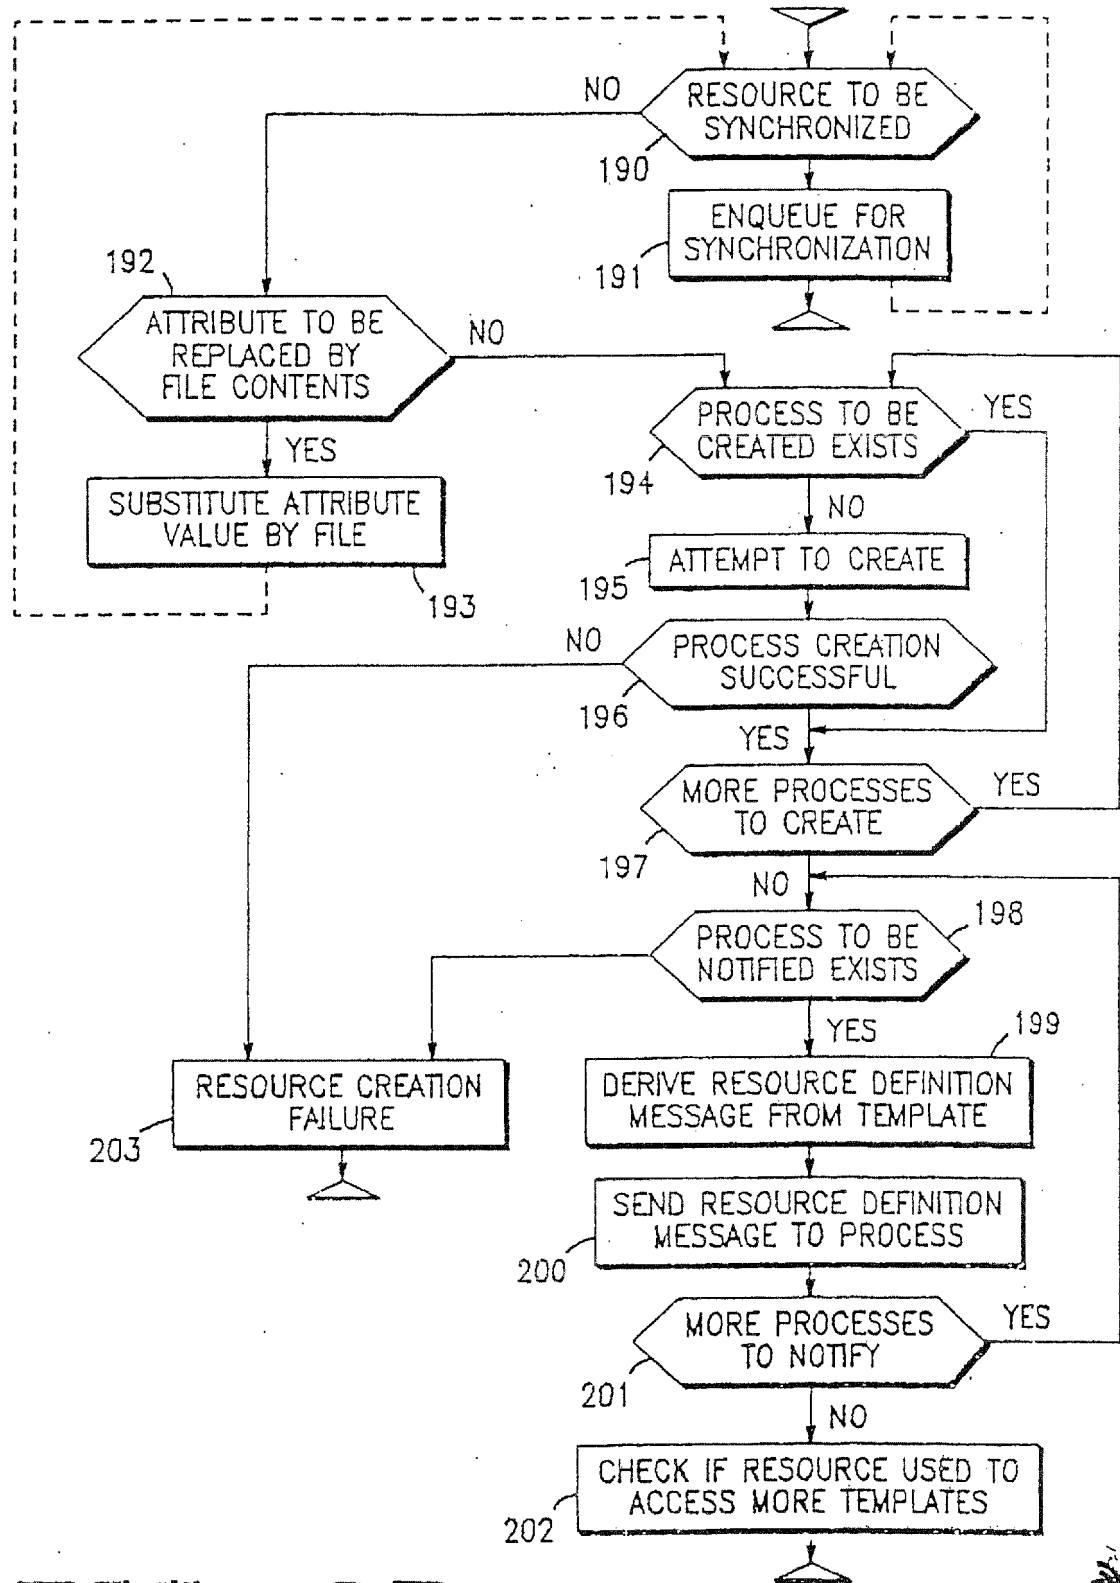 NO
RESOURCE TO BE
SYNCHRONIZED
190
ENQUEUE FOR
SYNCHRONIZATION
191
192
ATTRIBUTE TO BE
REPLACED BY
FILE CONTENTS
NO
YES
SUBSTITUTE ATTRIBUTE
VALUE BY FILE
193
PROCESS TO BE
CREATED EXISTS
YES
194
NO
ATTEMPT TO CREATE
195
NO
PROCESS CREATION
SUCCESSFUL
196
YES
MORE PROCESSES
TO CREATE
YES
197
NO
198
PROCESS TO BE
NOTIFIED EXISTS
YES
199
RESOURCE CREATION
FAILURE
203
DERIVE RESOURCE DEFINITION
MESSAGE FROM TEMPLATE
SEND RESOURCE DEFINITION
MESSAGE TO PROCESS
200
MORE PROCESSES
TO NOTIFY
YES
201
NO
CHECK IF RESOURCE USED TO
ACCESS MORE TEMPLATES
202